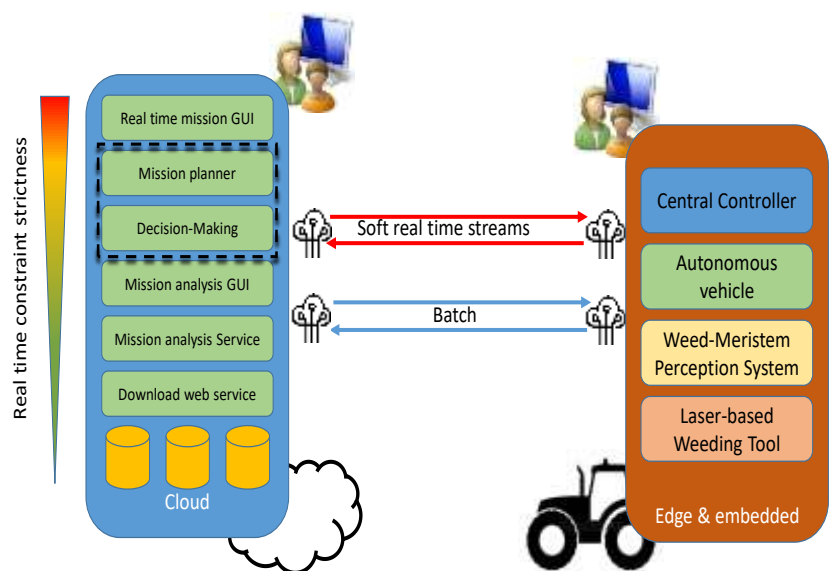 Real time constraint strictness
Real time mission GUI
Mission planner
Decision-Making
Mission analysis GUI
Mission analysis Service
Download web service
Cloud
Soft real time streams
Batch
Central Controller
Autonomous
vehicle
Weed-Meristem
Perception System
Laser-based
Weeding Tool
Edge & embedded